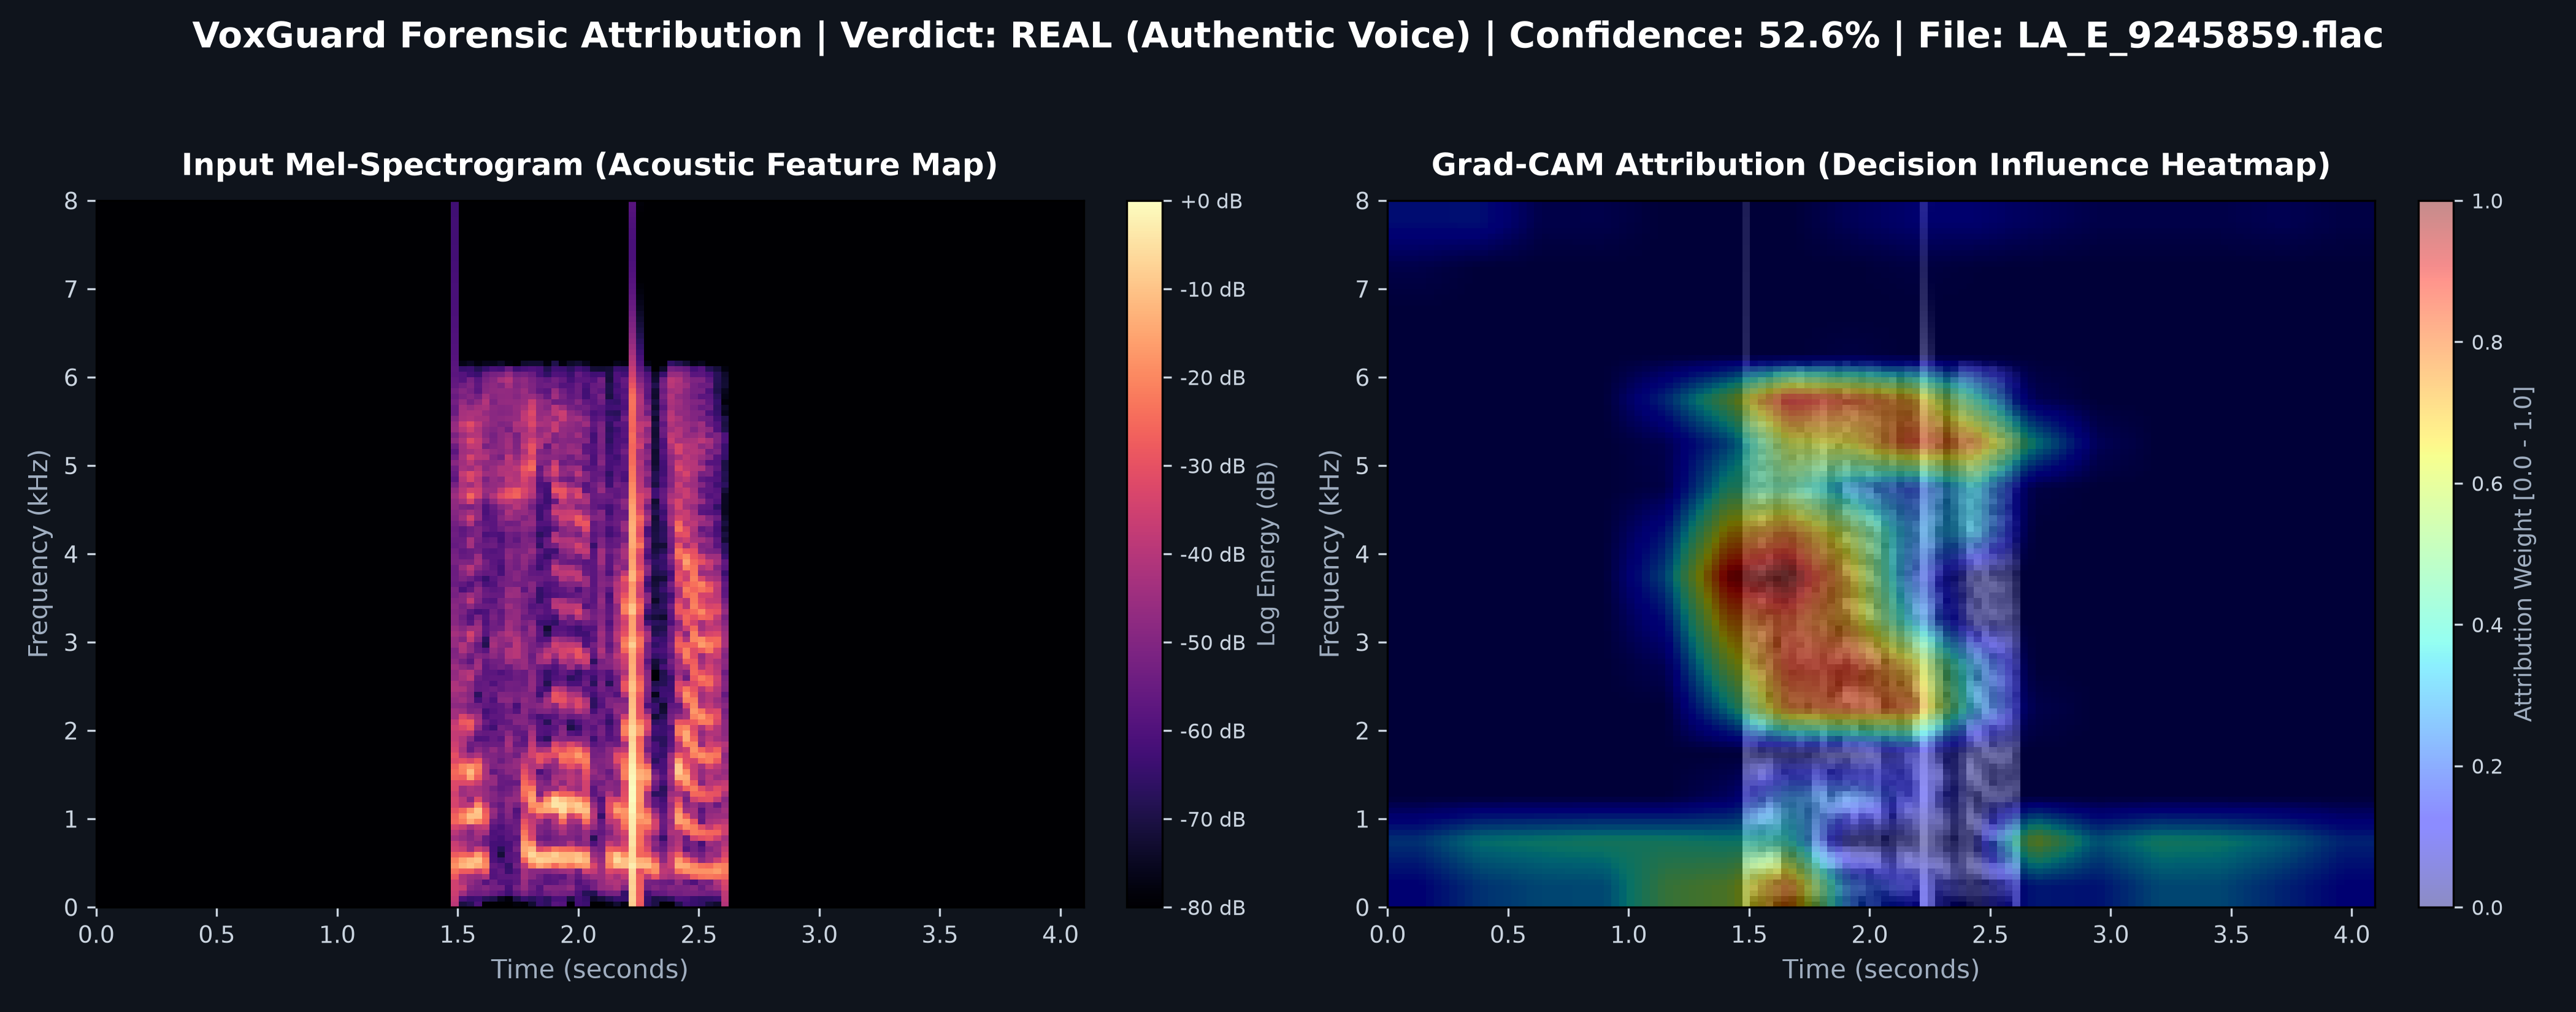 VoxGuard Forensic Attribution | Verdict: REAL (Authentic Voice) | Confidence: 52.6% | File: LA_E_9245859.flac
Input Mel-Spectrogram (Acoustic Feature Map)
8
7
6
5
4
3
2
1
0
Frequency (kHz)
0.0 0.5 1.0 1.5 2.0 2.5 3.0 3.5 4.0
Time (seconds)
+0 dB
-10 dB
-20 dB
-30 dB
-40 dB
-50 dB
-60 dB
-70 dB
-80 dB
Log Energy (dB)
Grad-CAM Attribution (Decision Influence Heatmap)
8
7
6
5
4
3
2
1
0
Frequency (kHz)
0.0 0.5 1.0 1.5 2.0 2.5 3.0 3.5 4.0
Time (seconds)
1.0
0.8
0.6
0.4
0.2
0.0
Attribution Weight [0.0 - 1.0]